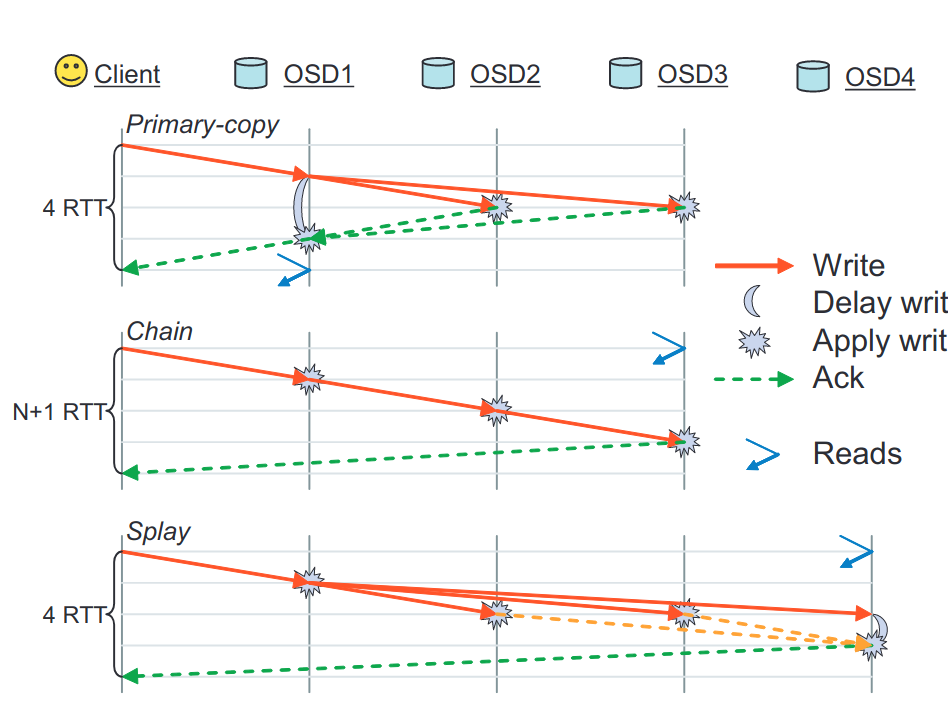 Client OSD1 OSD2 OSD3 OSD4
Primary-copy
4 RTT
Write
Delay writ
Apply writ
Ack
Chain
N+1 RTT
Reads
Splay
4 RTT